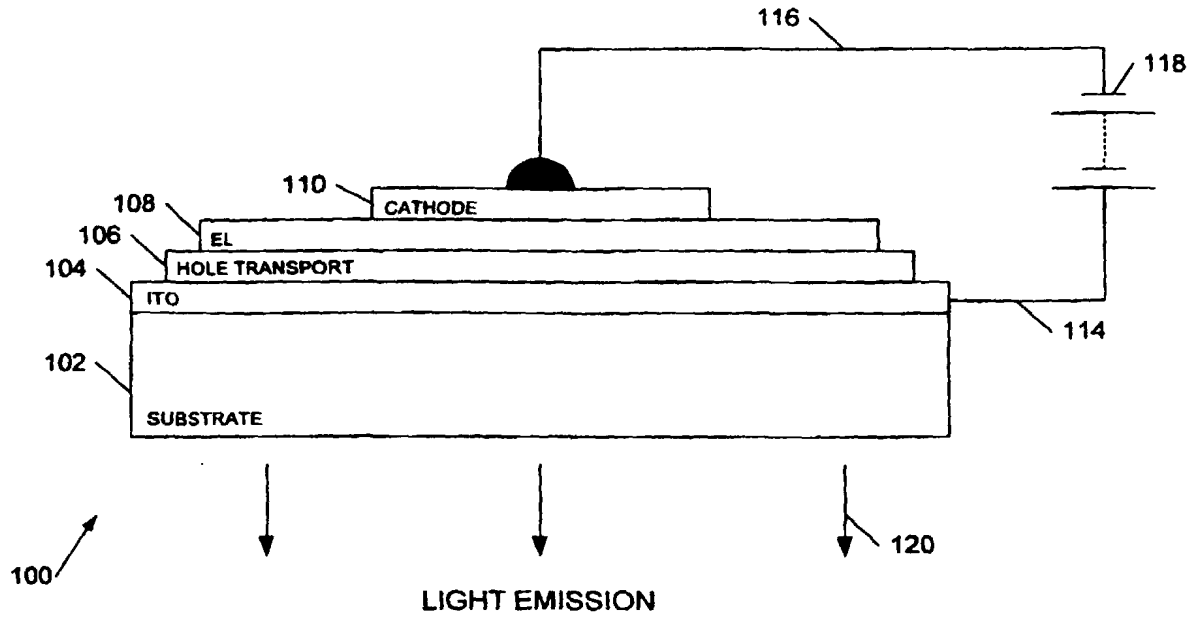 116
118
110
CATHODE
108
EL
106
HOLE TRANSPORT
104
ITO
114
102
SUBSTRATE
120
100
LIGHT EMISSION